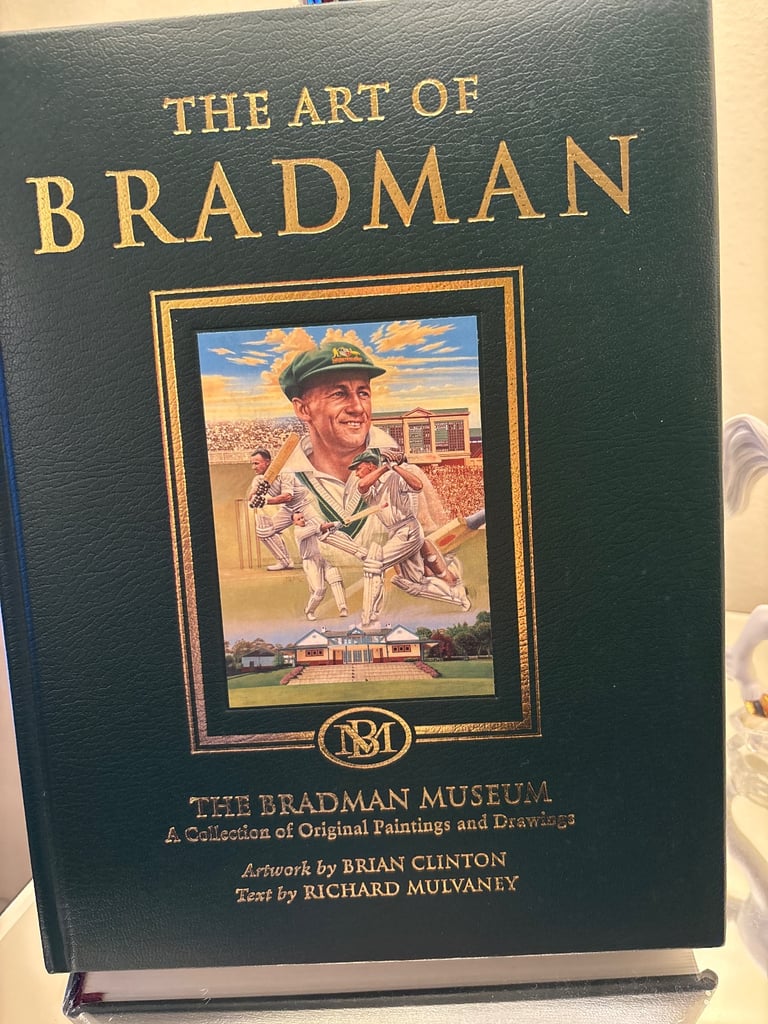 THE ART OF
BRADMAN
BM
THE BRADMAN MUSEUM
A Collection of Original Paintings and Drawings
Artwork by BRIAN CLINTON
Text by RICHARD MULVANEY